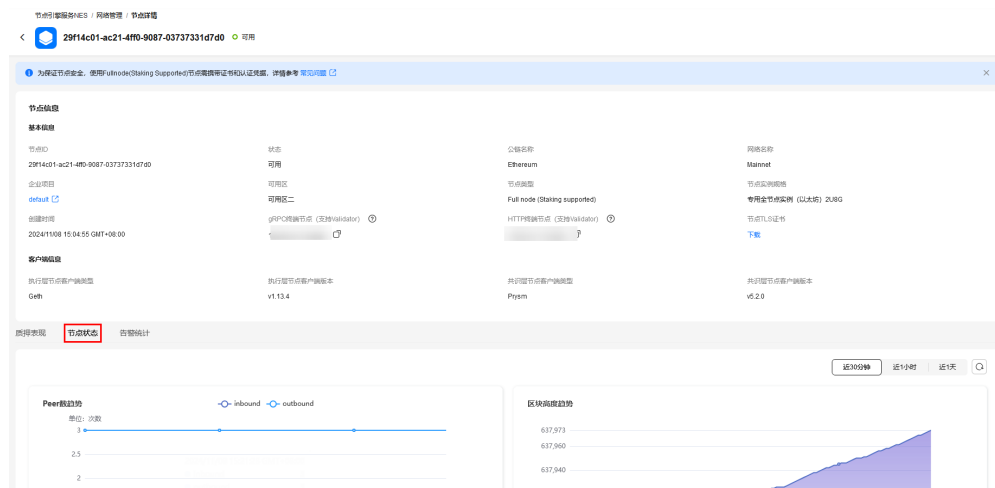 节点引擎服务NES / 网络管理 / 节点详情
29f14c01-ac21-4ff0-9087-03737331d7d0 可用
为保证节点安全，使用Fullnode(Staking Supported)节点需携带证书和认证凭据，详情参考 常见问题
节点信息
基本信息
节点ID 状态 公链名称 网络名称
29f14c01-ac21-4ff0-9087-03737331d7d0 可用 Ethereum Mainnet
企业项目 可用区 节点类型 节点实例规格
default 可用区二 Full node (Staking supported) 专用全节点实例（以太坊）2U8G
创建时间 gRPC终端节点（支持Validator） HTTP终端节点（支持Validator） 节点TLS证书
2024/11/08 15:04:55 GMT+08:00 下载
客户端信息
执行层节点客户端类型 执行层节点客户端版本 共识层节点客户端类型 共识层节点客户端版本
Geth v1.13.4 Prysm v5.2.0
质押表现 节点状态 告警统计
近30分钟 近1小时 近1天
Peer数趋势 inbound outbound 区块高度趋势
单位：次数
3 637,973
637,960
2.5
637,940
2